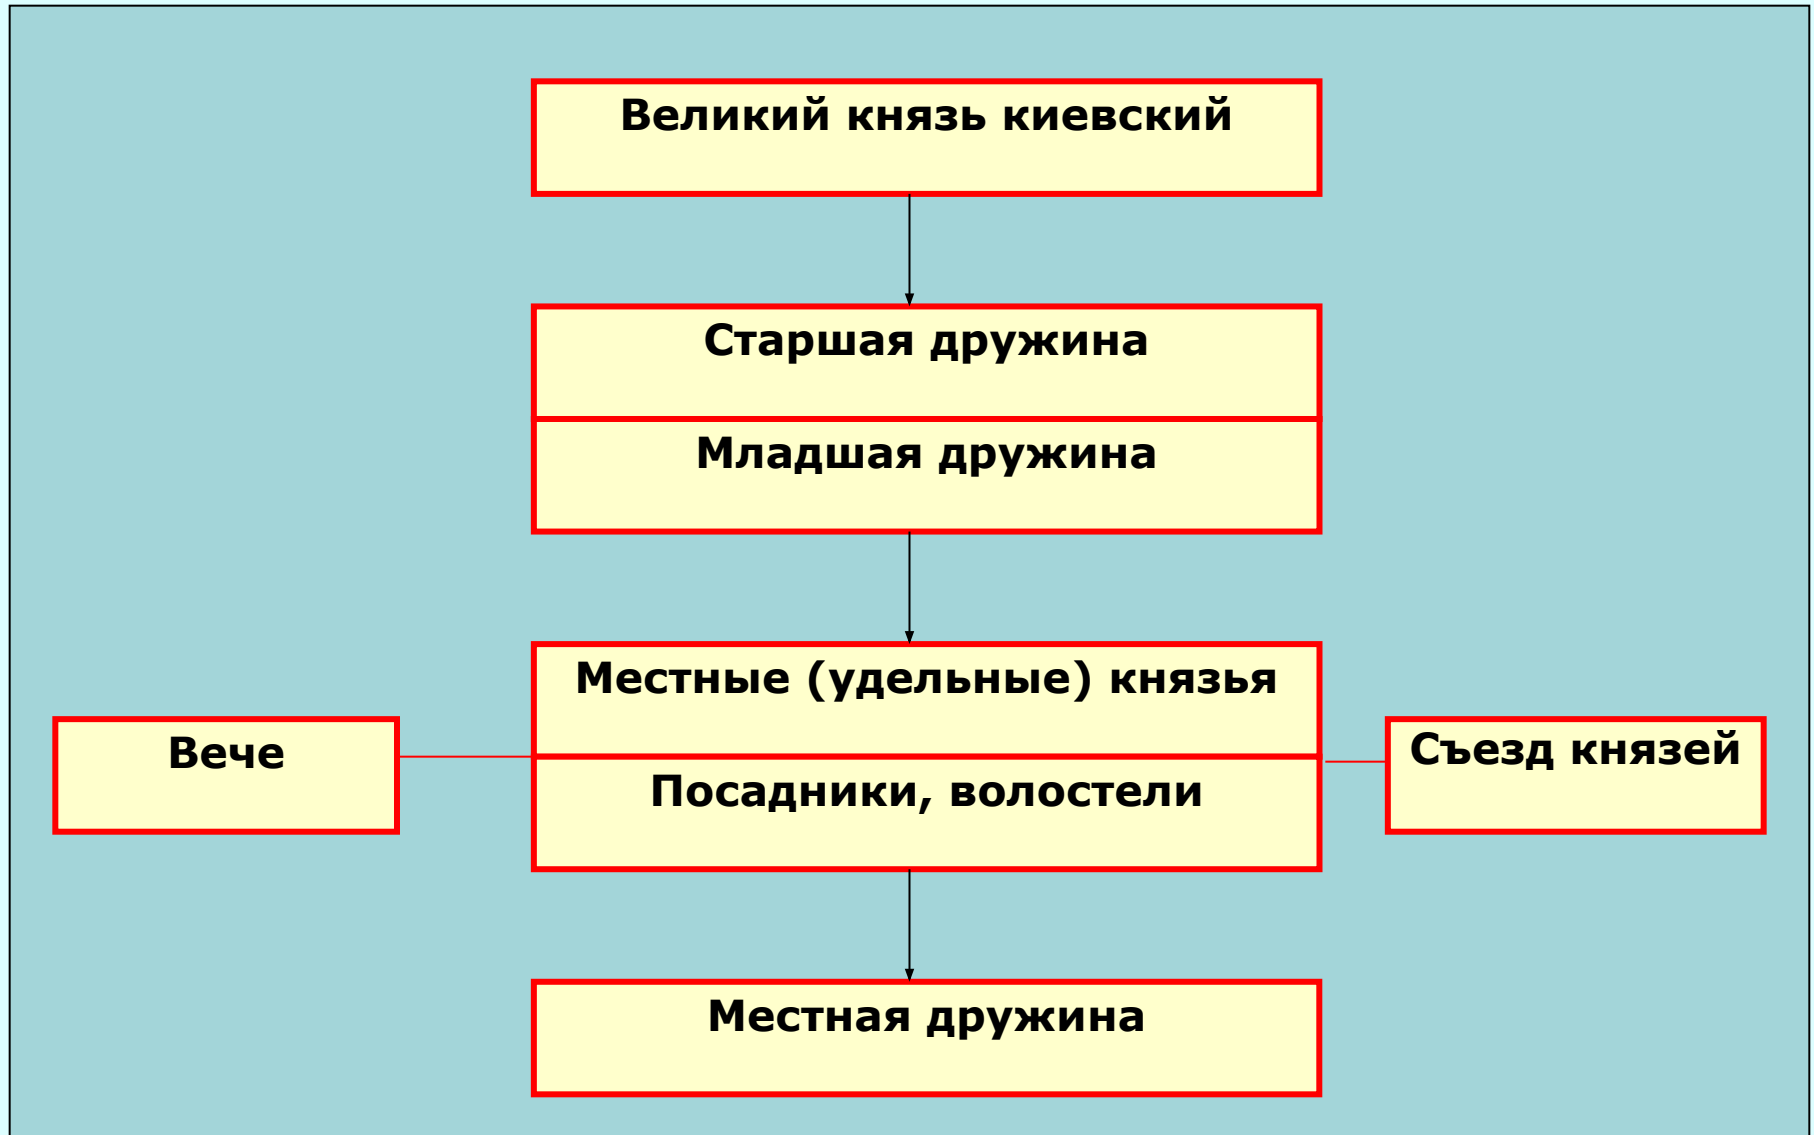 Великий князь киевский
Старшая дружина
Младшая дружина
Местные (удельные) князья
Вече
Съезд князей
Посадники, волостели
Местная дружина